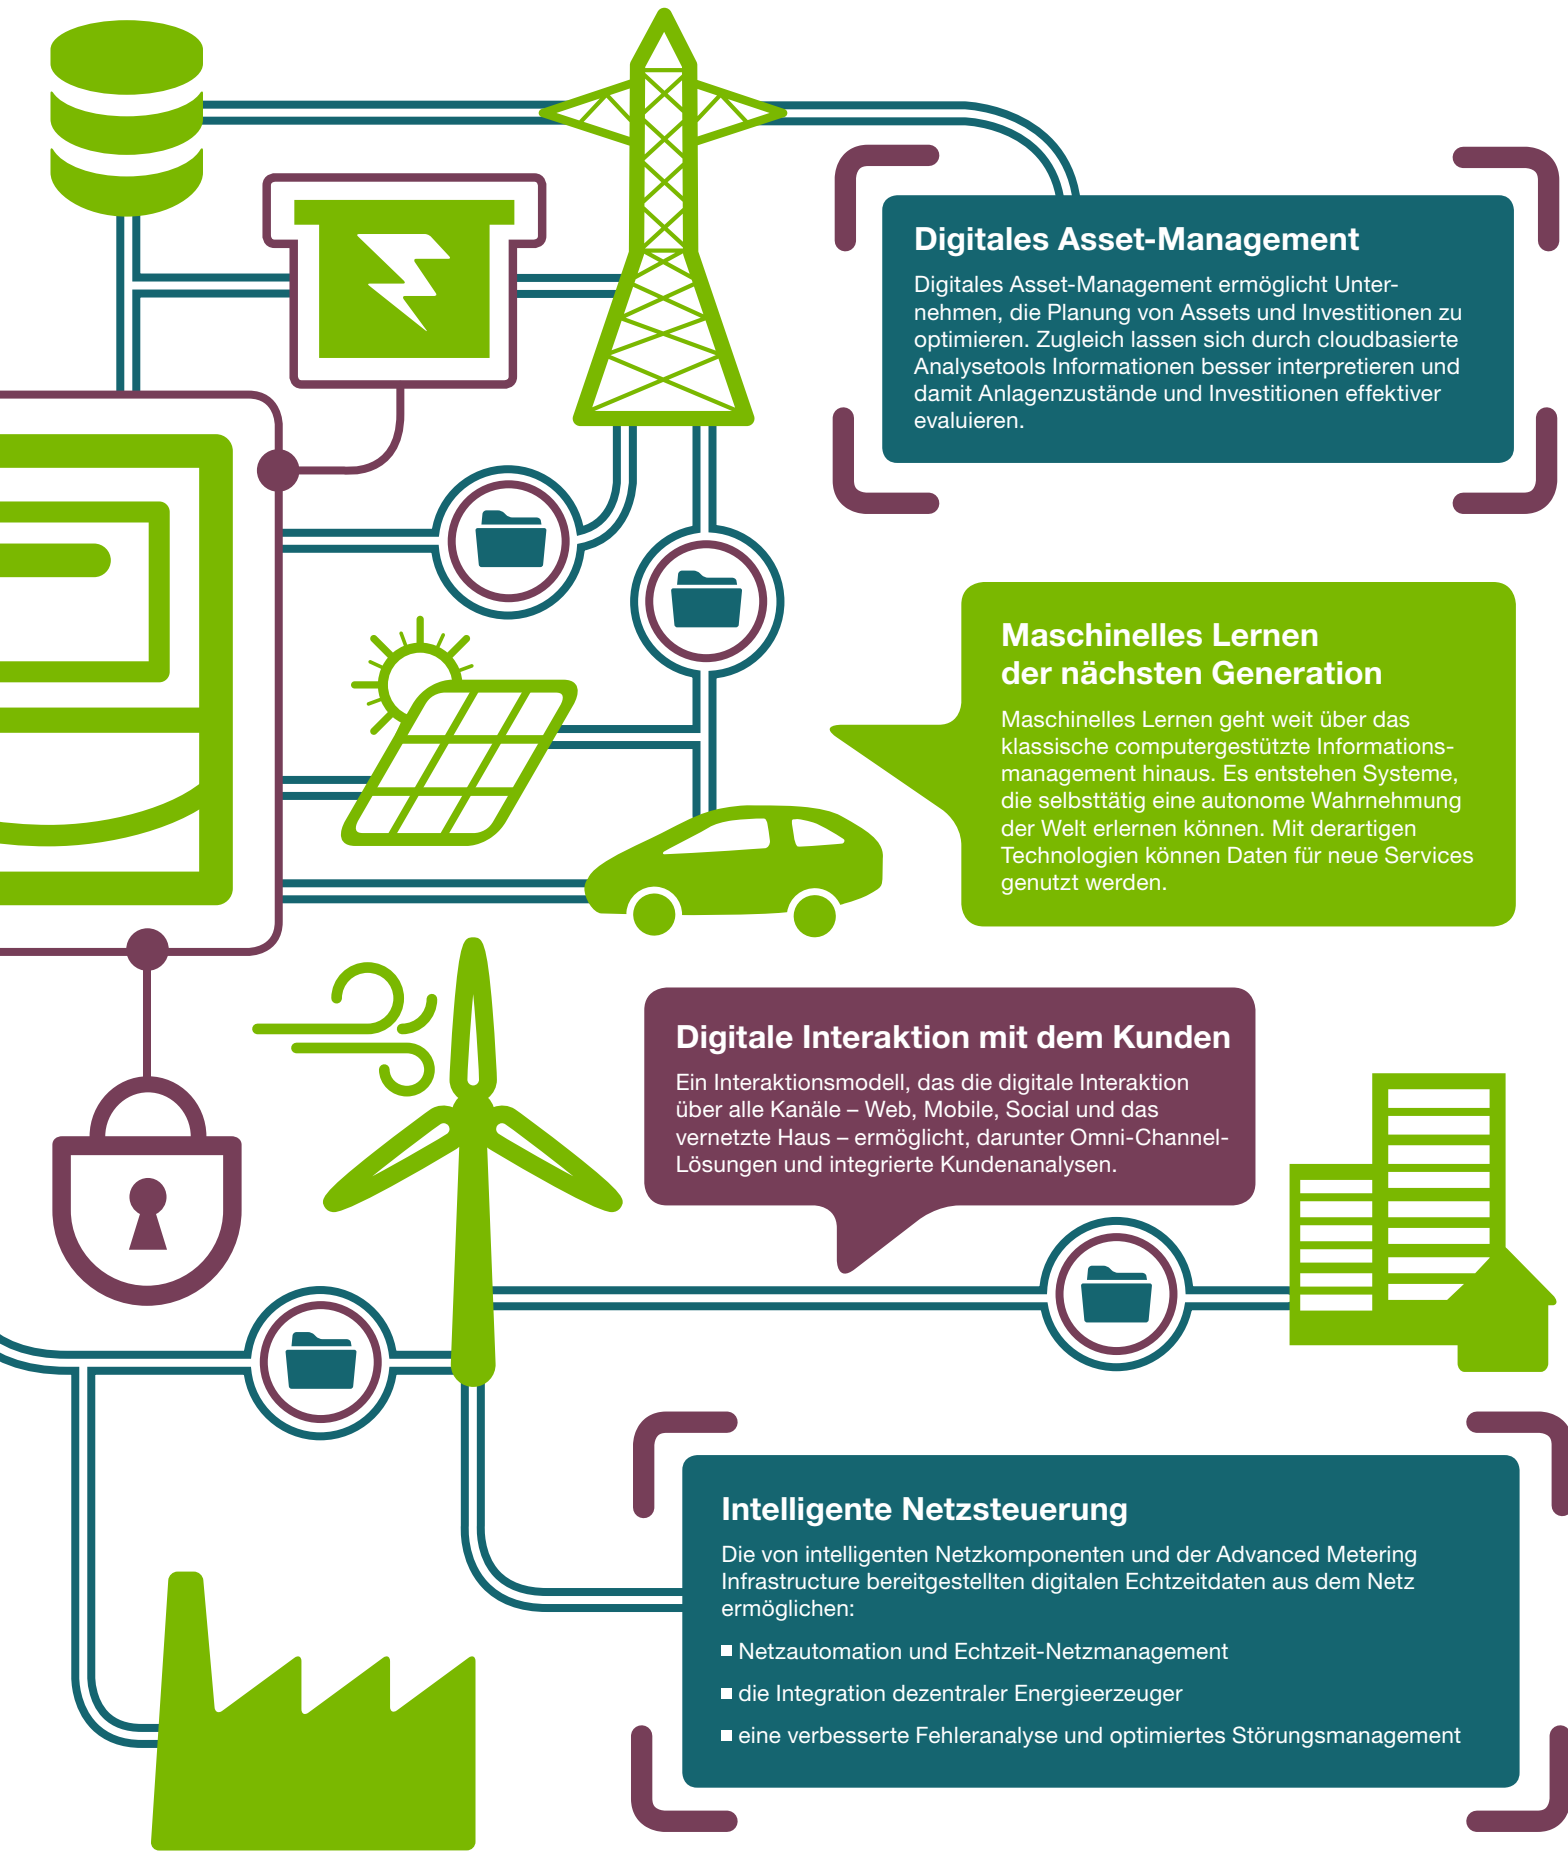 Digitales Asset-Management
Digitales Asset-Management ermöglicht Unter-
nehmen, die Planung von Assets und Investitionen zu
optimieren. Zugleich lassen sich durch cloudbasierte
Analysetools Informationen besser interpretieren und
damit Anlagenzustände und Investitionen effektiver
evaluieren.
Maschinelles Lernen
der nächsten Generation
Maschinelles Lernen geht weit über das
klassische computergestützte Informations-
management hinaus. Es entstehen Systeme,
die selbsttätig eine autonome Wahrnehmung
der Welt erlernen können. Mit derartigen
Technologien können Daten für neue Services
genutzt werden.
Digitale Interaktion mit dem Kunden
Ein Interaktionsmodell, das die digitale Interaktion
über alle Kanäle – Web, Mobile, Social und das
vernetzte Haus – ermöglicht, darunter Omni-Channel-
Lösungen und integrierte Kundenanalysen.
Intelligente Netzsteuerung
Die von intelligenten Netzkomponenten und der Advanced Metering
Infrastructure bereitgestellten digitalen Echtzeitdaten aus dem Netz
ermöglichen:
■ Netzautomation und Echtzeit-Netzmanagement
■ die Integration dezentraler Energieerzeuger
■ eine verbesserte Fehleranalyse und optimiertes Störungsmanagement